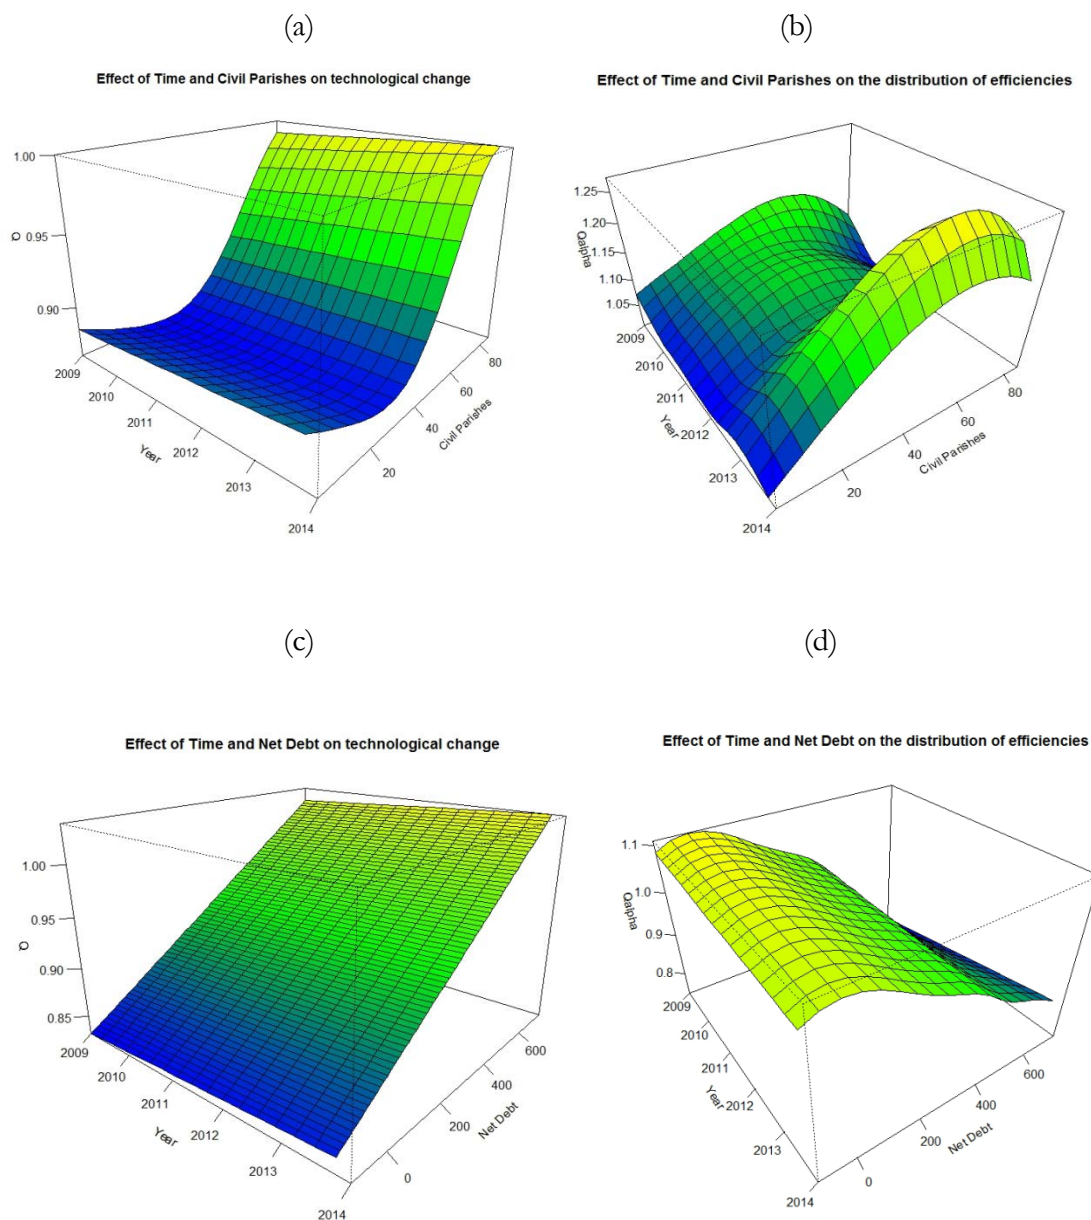 (a)
(b)
Effect of Time and Civil Parishes on technological change
Effect of Time and Civil Parishes on the distribution of efficiencies
1.00
0.95
0.90
Q
2009
2010
2011
2012
2013
2014
Year
20
40
60
80
Civil Parishes
1.25
1.20
1.15
1.10
1.05
Qalpha
2009
2010
2011
2012
2013
2014
Year
20
40
60
80
Civil Parishes
(c)
(d)
Effect of Time and Net Debt on technological change
Effect of Time and Net Debt on the distribution of efficiencies
1.00
0.95
0.90
0.85
Q
2009
2010
2011
2012
2013
2014
Year
0
200
400
600
Net Debt
1.1
1.0
0.9
0.8
Qalpha
2009
2010
2011
2012
2013
2014
Year
0
200
400
600
Net Debt